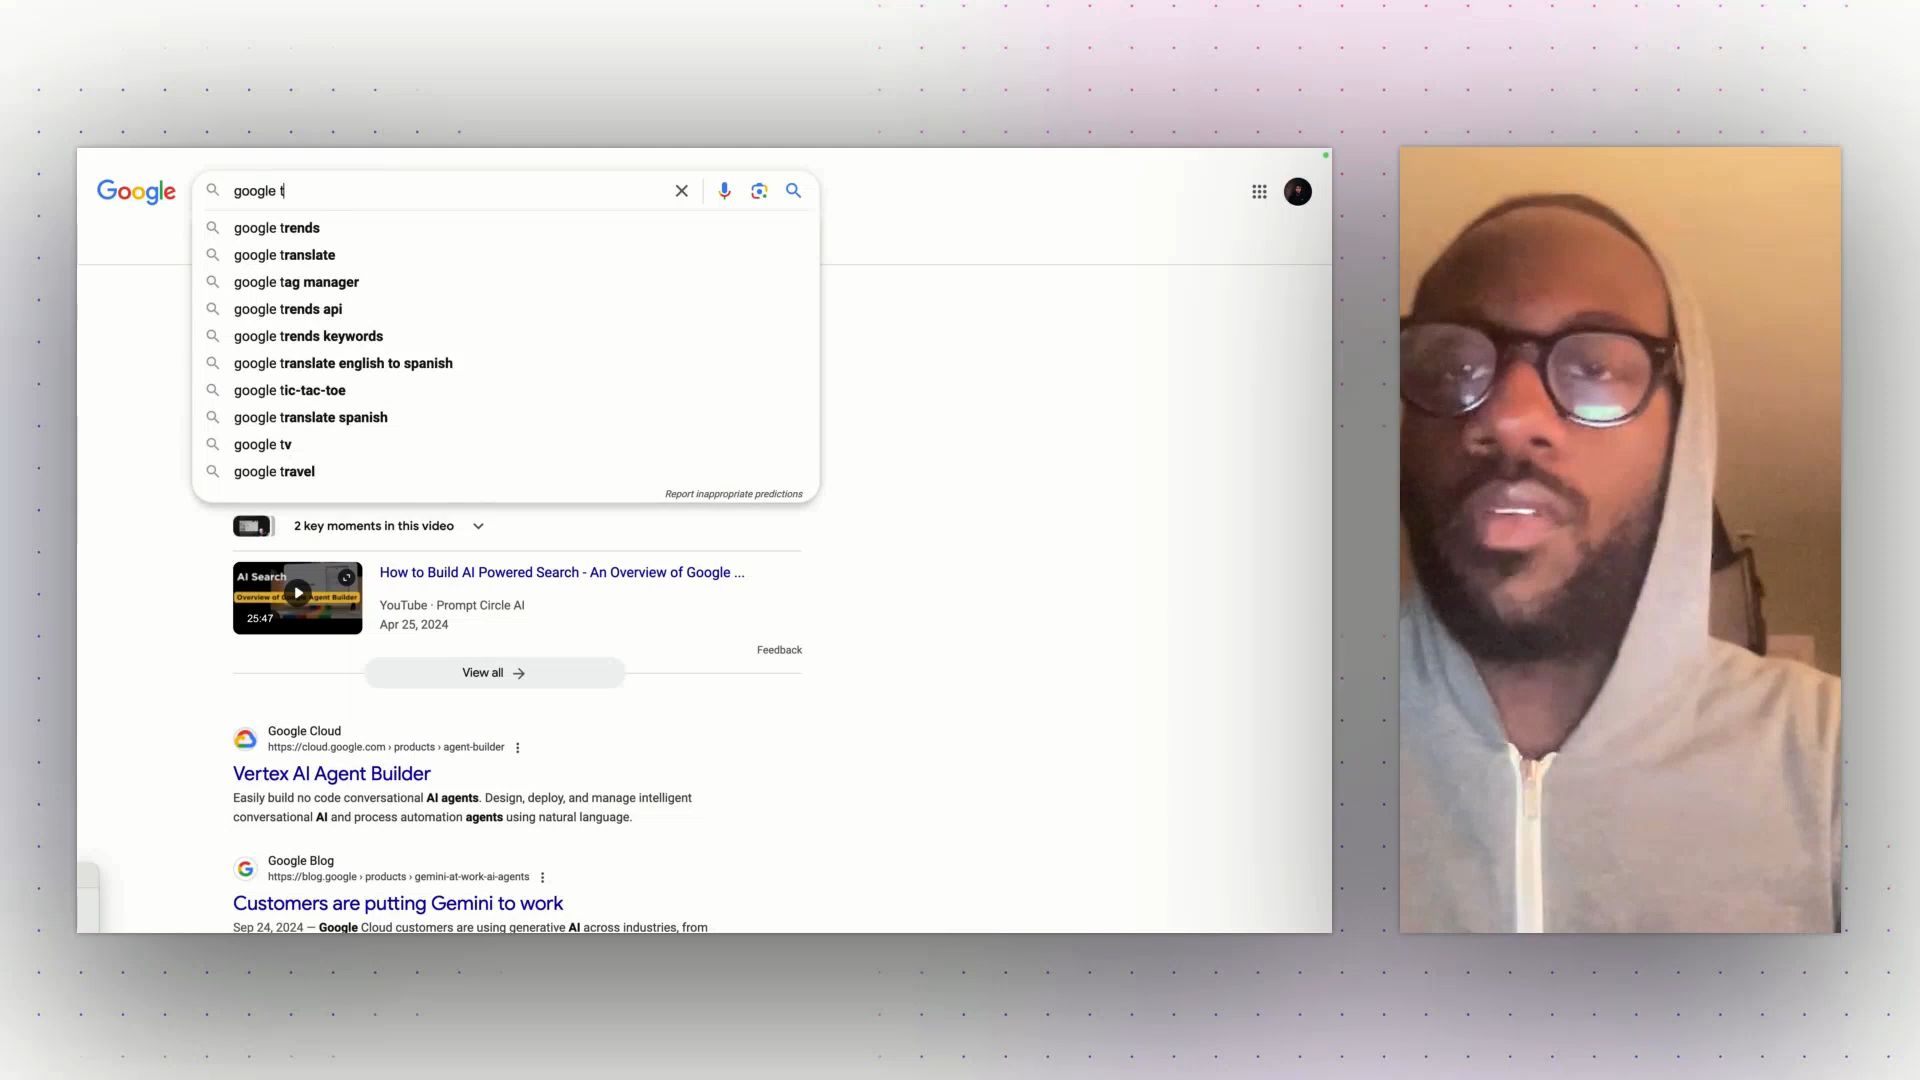 Google
google t
google trends
google translate
google tag manager
google trends api
google trends keywords
google translate english to spanish
google tic-tac-toe
google translate spanish
google tv
google travel
Report inappropriate predictions
2 key moments in this video
AI Search
Overview of Google Agent Builder
25:47
How to Build AI Powered Search - An Overview of Google ...
YouTube · Prompt Circle AI
Apr 25, 2024
Feedback
View all
Google Cloud
https://cloud.google.com › products › agent-builder
Vertex AI Agent Builder
Easily build no code conversational AI agents. Design, deploy, and manage intelligent
conversational AI and process automation agents using natural language.
Google Blog
https://blog.google › products › gemini-at-work-ai-agents
Customers are putting Gemini to work
Sep 24, 2024 — Google Cloud customers are using generative AI across industries, from